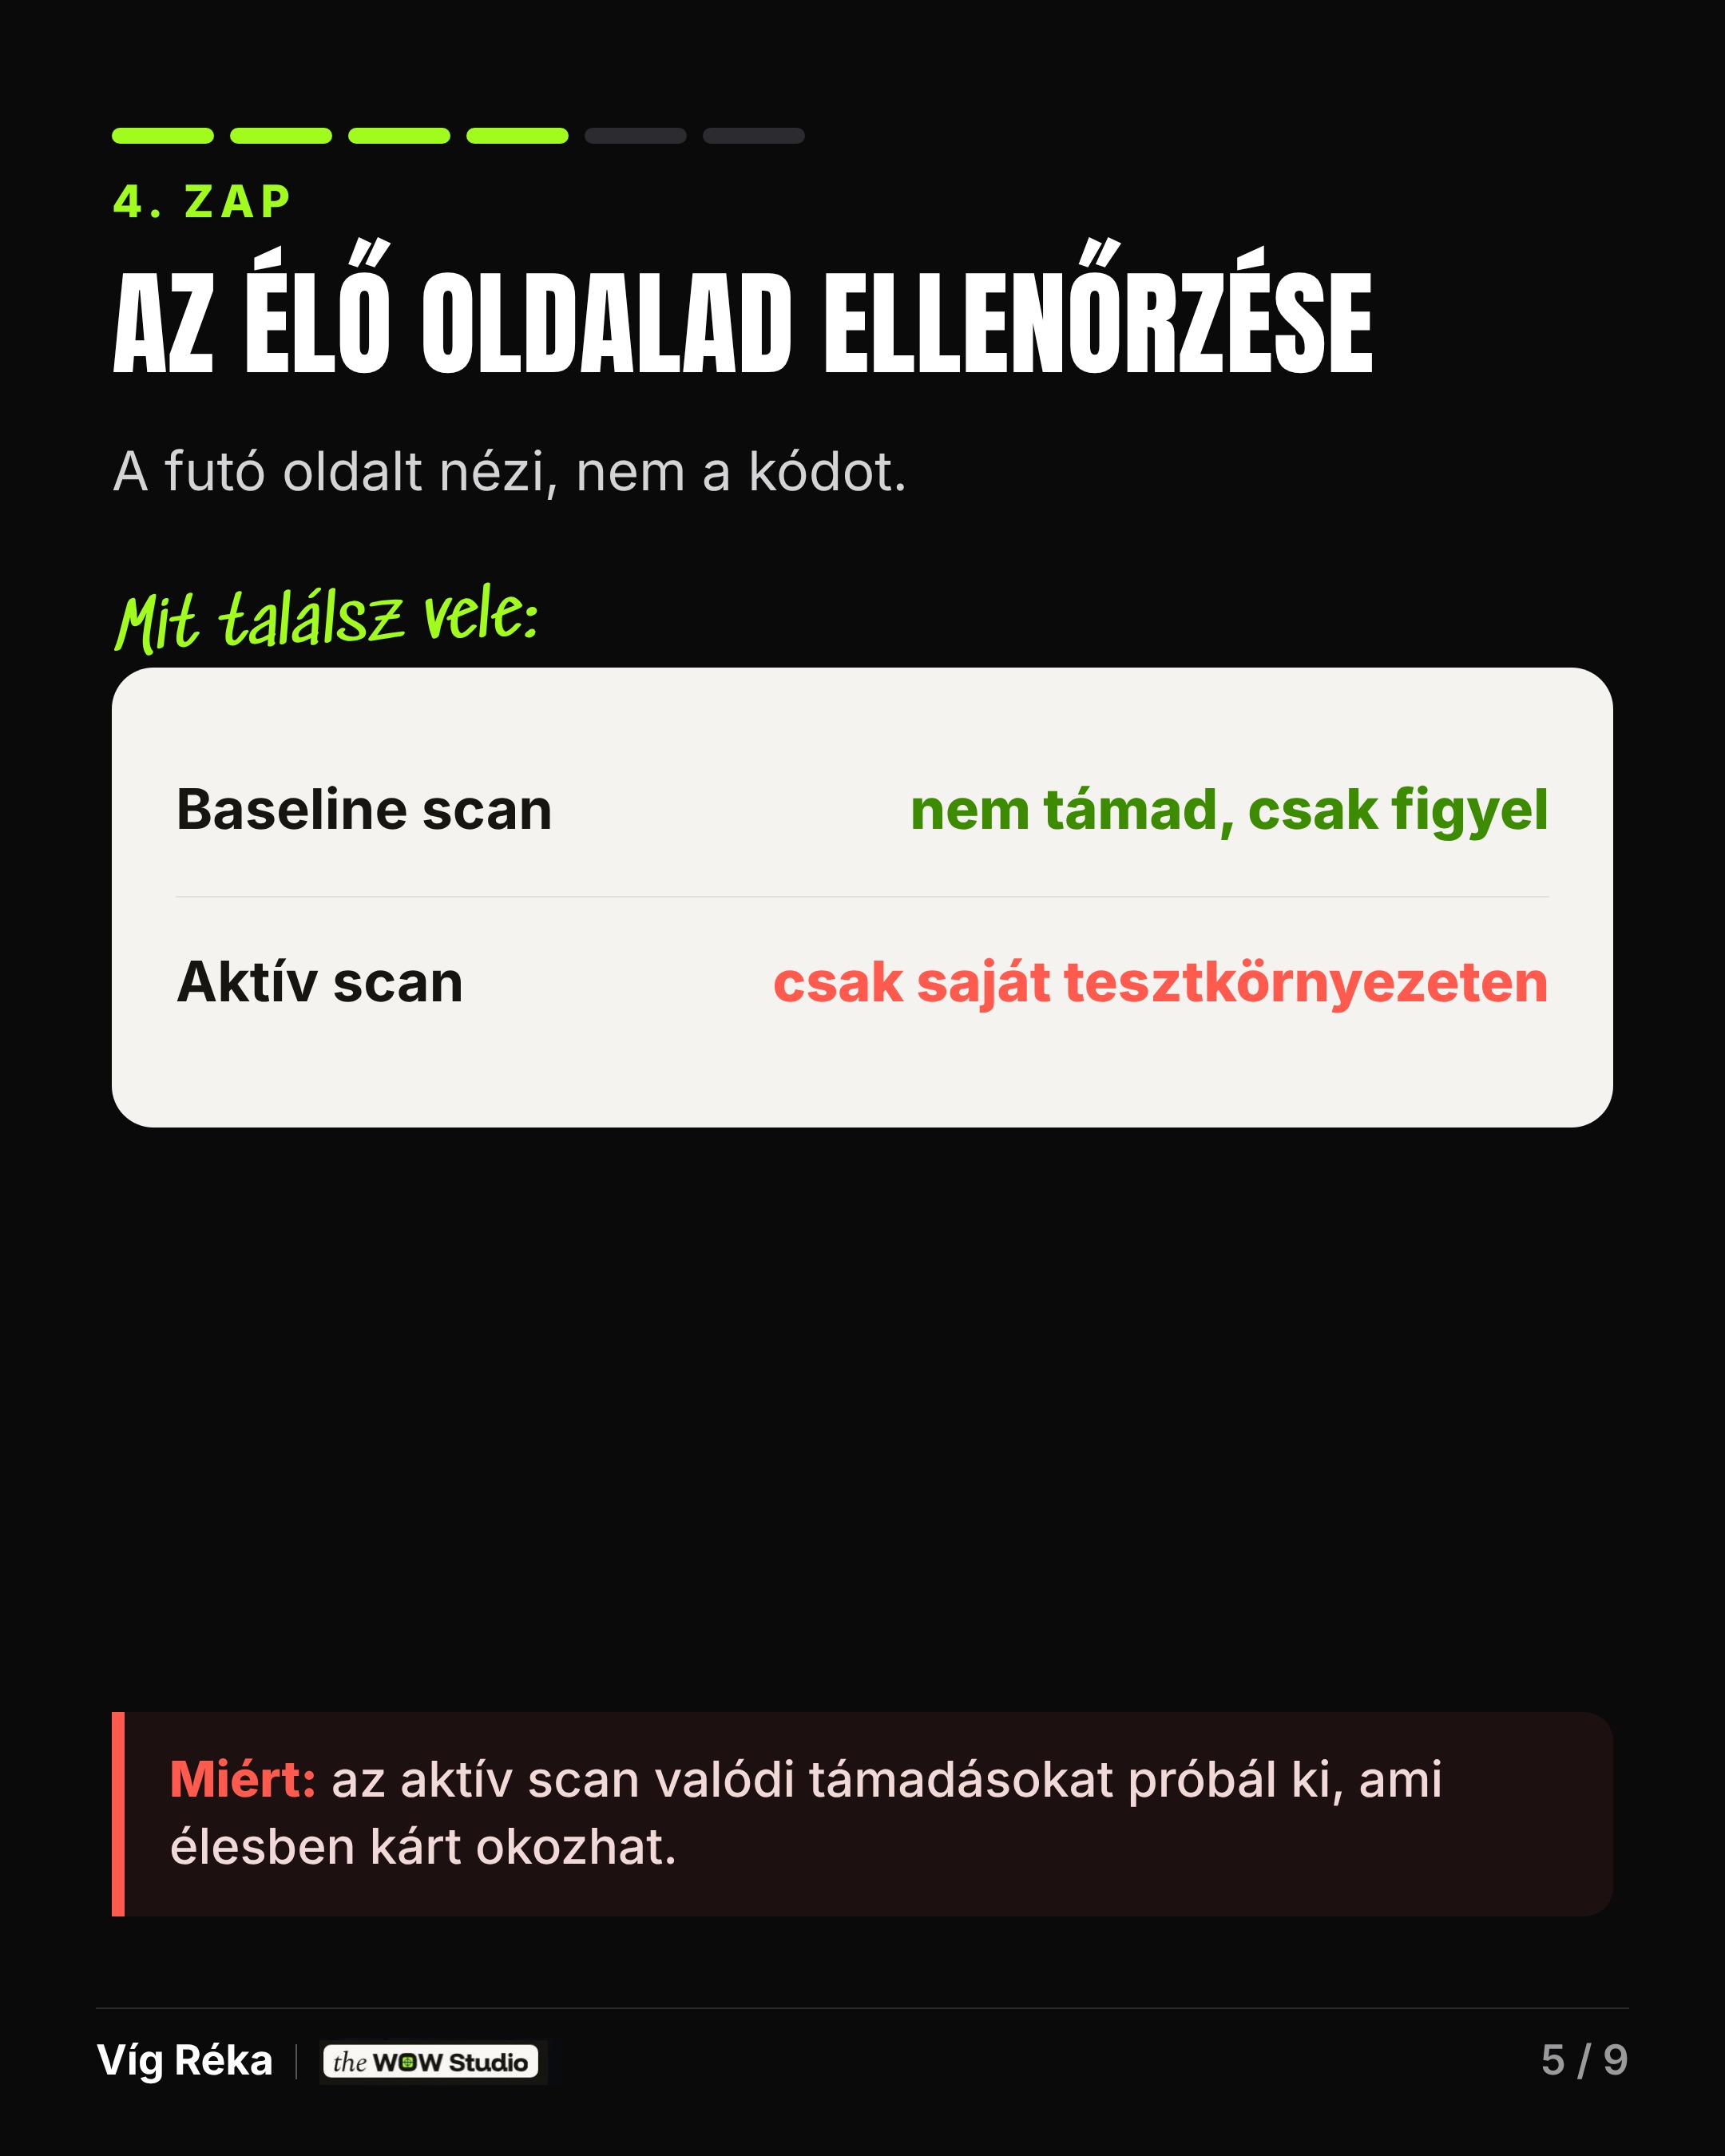 4. ZAP
AZ ÉLŐ OLDALAD ELLENŐRZÉSE
A futó oldalt nézi, nem a kódot.
Mit találsz vele:
Baseline scan nem támad, csak figyel
Aktív scan csak saját tesztkörnyezeten
Miért: az aktív scan valódi támadásokat próbál ki, ami
élesben kárt okozhat.
Víg Réka the WOW Studio 5 / 9